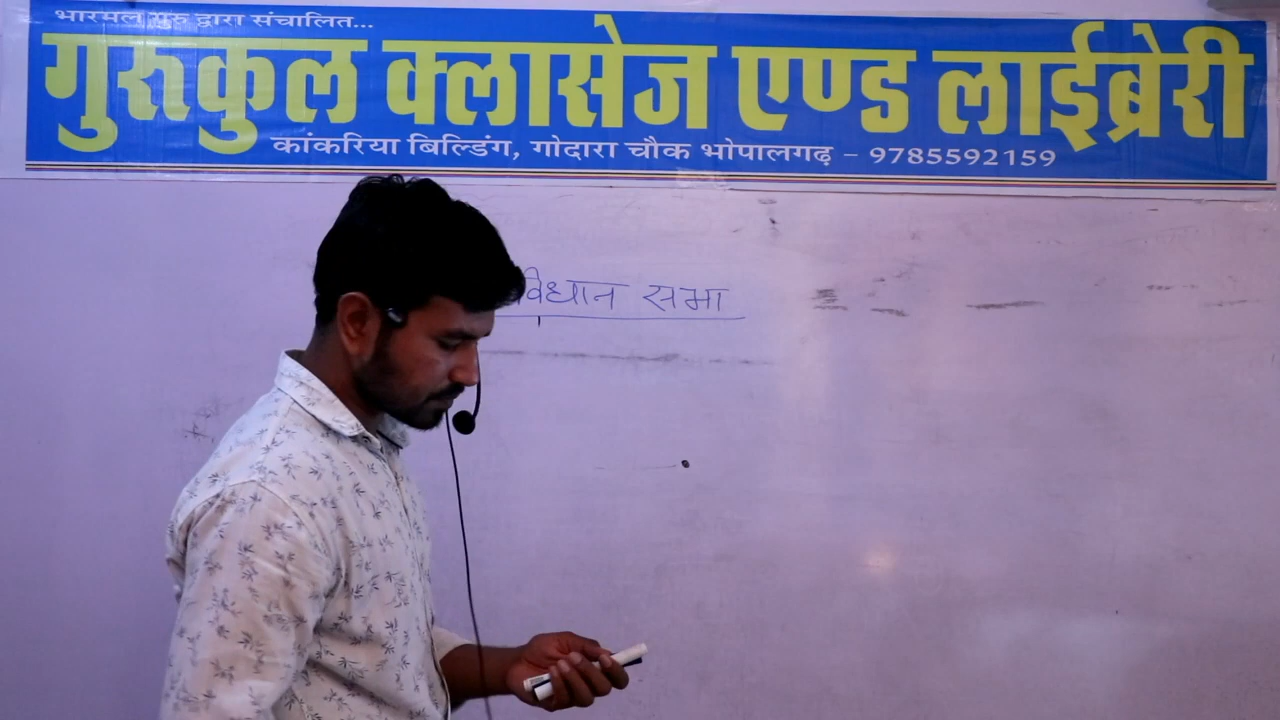 भारमल गुरु द्वारा संचालित...
गुरुकुल क्लासेज एण्ड लाईब्रेरी
कांकरिया बिल्डिंग, गोदारा चौक भोपालगढ़ – 9785592159
विधान सभा